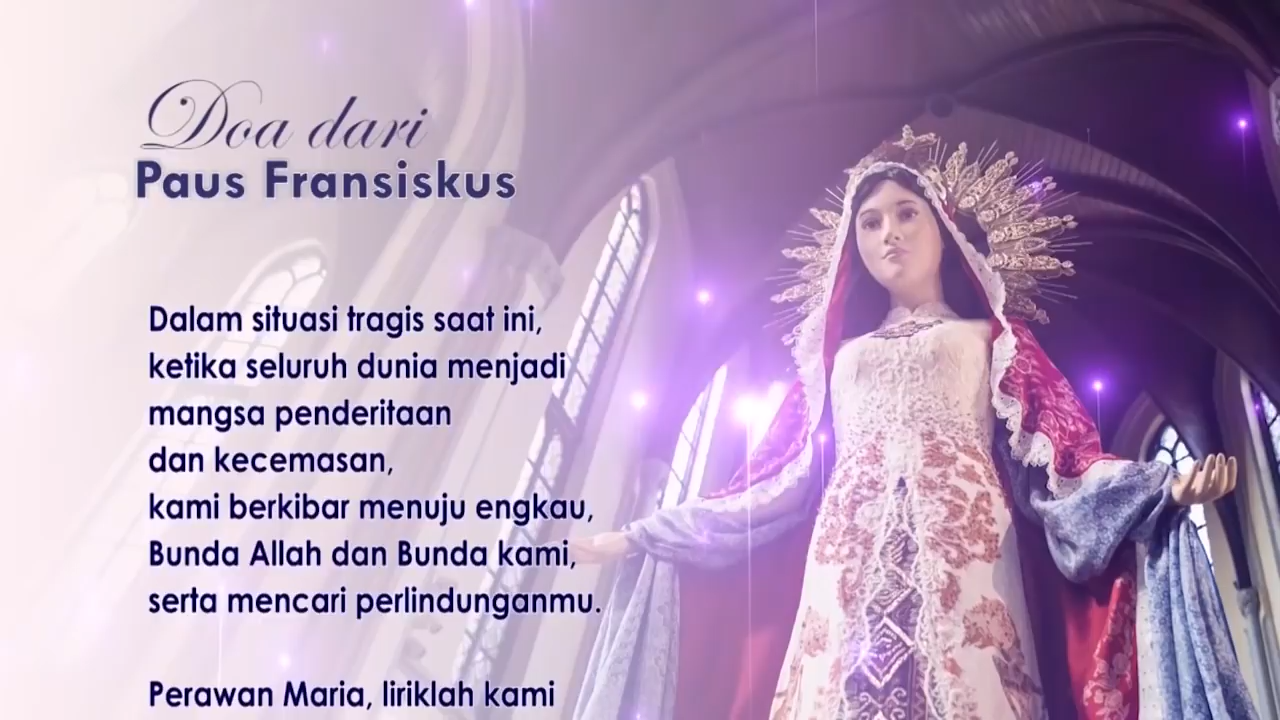 Doa dari
Paus Fransiskus
Dalam situasi tragis saat ini,
ketika seluruh dunia menjadi
mangsa penderitaan
dan kecemasan,
kami berkibar menuju engkau,
Bunda Allah dan Bunda kami,
serta mencari perlindunganmu.
Perawan Maria, liriklah kami